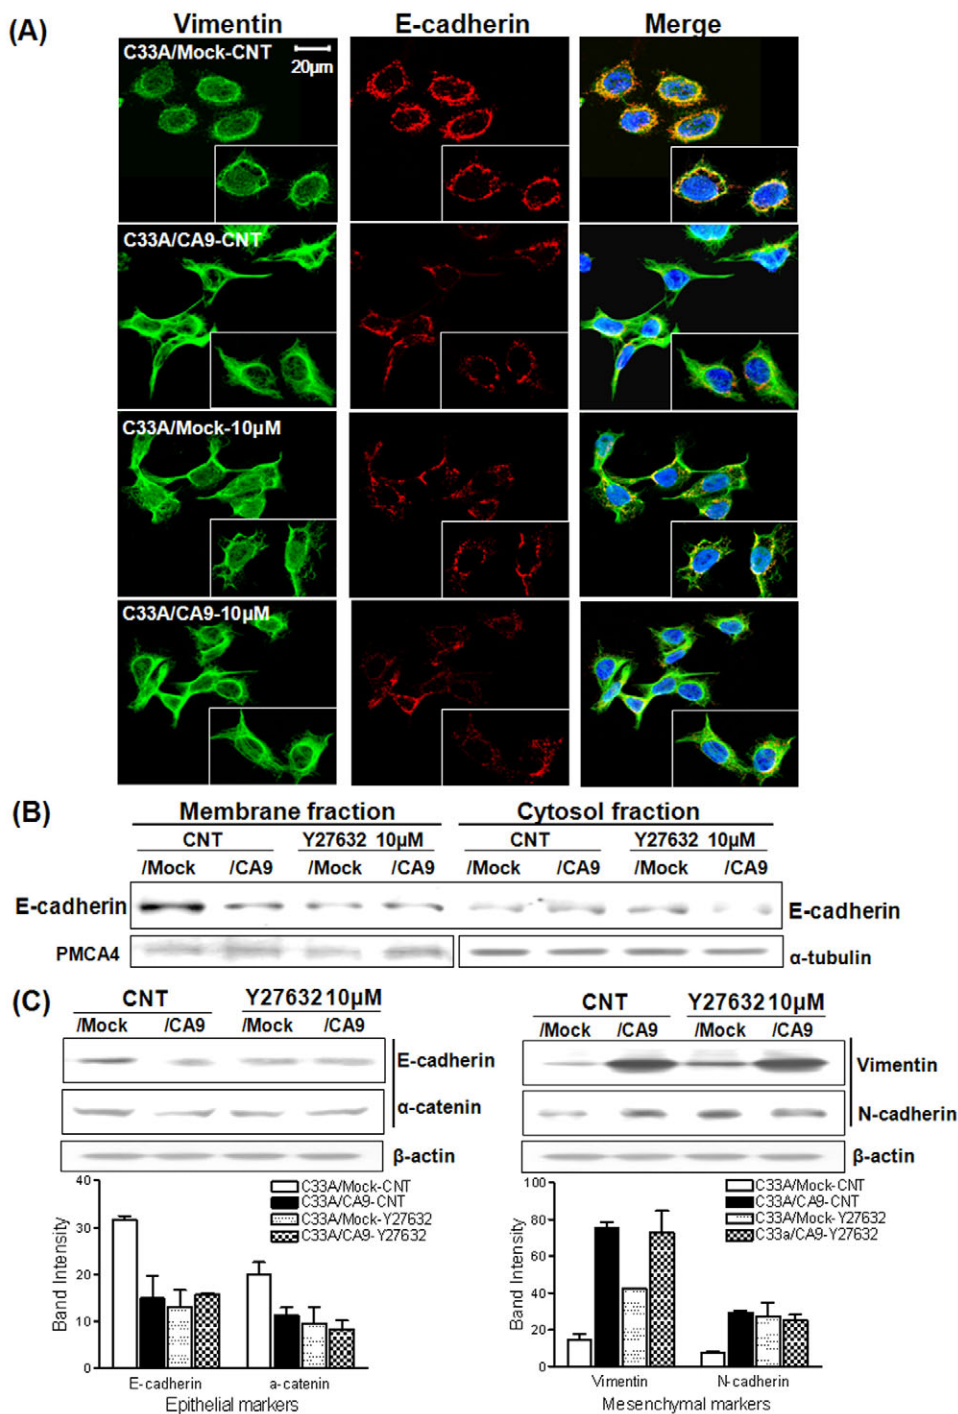 (A)
Vimentin E-cadherin Merge
C33A/Mock-CNT
20µm
C33A/CA9-CNT
C33A/Mock-10µM
C33A/CA9-10µM
(B)
Membrane fraction Cytosol fraction
CNT Y27632 10µM CNT Y27632 10µM
/Mock /CA9 /Mock /CA9 /Mock /CA9 /Mock /CA9
E-cadherin E-cadherin
PMCA4 α-tubulin
(C)
CNT Y27632 10µM
/Mock /CA9 /Mock /CA9
E-cadherin
α-catenin
β-actin
40
30
20
10
0
Band Intensity
C33A/Mock-CNT
C33A/CA9-CNT
C33A/Mock-Y27632
C33A/CA9-Y27632
E-cadherin a-catenin
Epithelial markers
CNT Y27632 10µM
/Mock /CA9 /Mock /CA9
Vimentin
N-cadherin
β-actin
100
80
60
40
20
0
Band Intensity
C33A/Mock-CNT
C33A/CA9-CNT
C33A/Mock-Y27632
C33a/CA9-Y27632
Vimentin N-cadherin
Mesenchymal markers